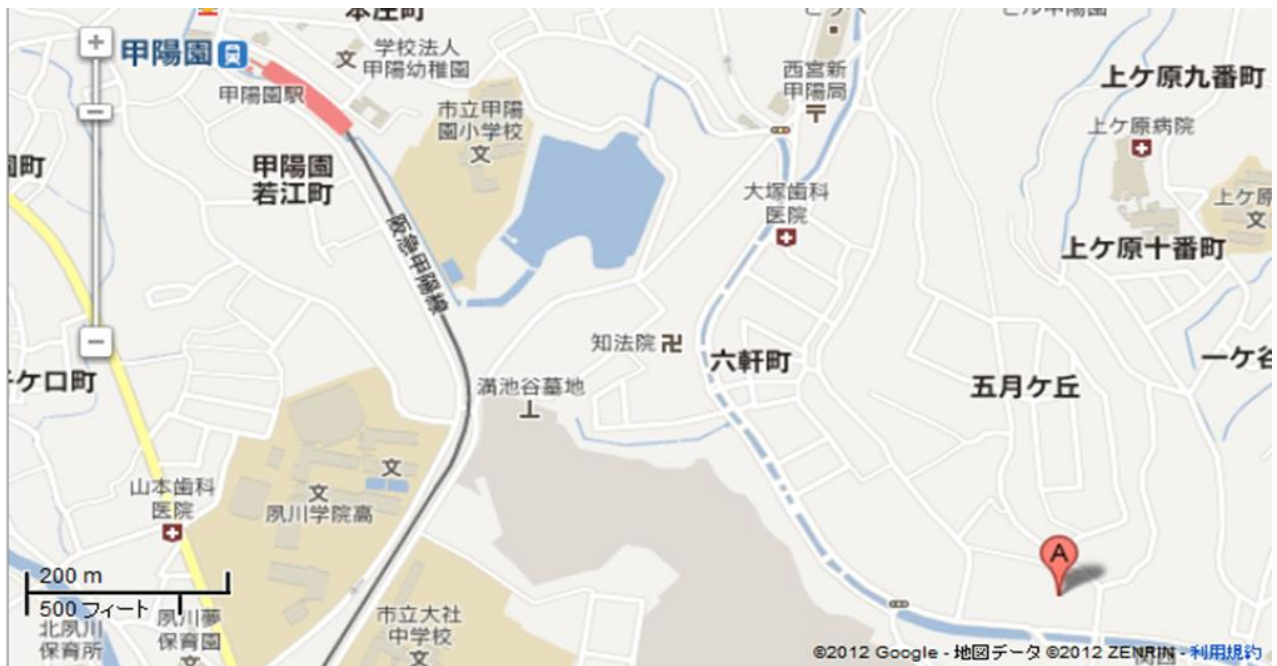 本庄町
甲陽園
学校法人
甲陽幼稚園
甲陽園駅
市立甲陽
園小学校
文
文
西宮新
甲陽局
上ケ原九番町
上ケ原病院
甲陽園
若江町
大塚歯科
医院
上ケ原
文
上ケ原十番町
阪急甲陽線
知法院
六軒町
満池谷墓地
五月ケ丘
一ケ谷
ケ口町
文
文
夙川学院高
山本歯科
医院
A
200 m
500 フィート
北夙川
保育所
夙川夢
保育園
文
市立大社
中学校
文
©2012 Google - 地図データ ©2012 ZENRIN - 利用規約